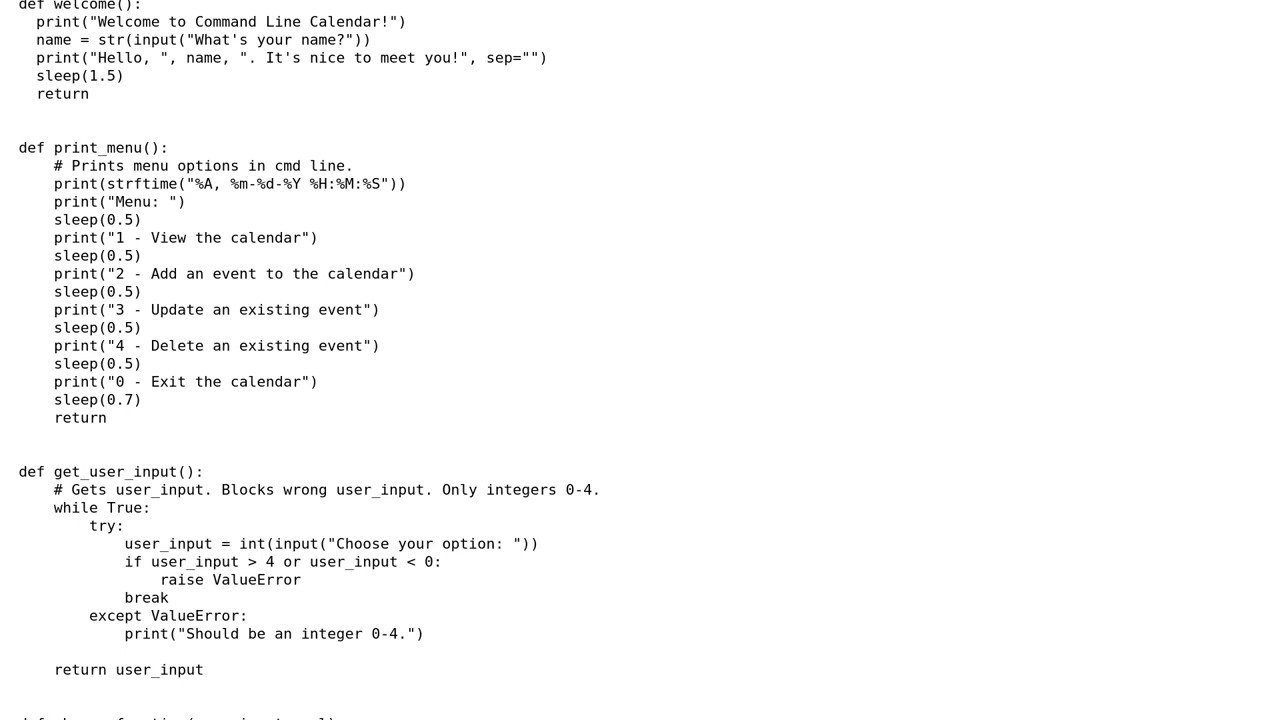 def welcome():
  print("Welcome to Command Line Calendar!")
  name = str(input("What's your name?"))
  print("Hello, ", name, ". It's nice to meet you!", sep="")
  sleep(1.5)
  return


def print_menu():
    # Prints menu options in cmd line.
    print(strftime("%A, %m-%d-%Y %H:%M:%S"))
    print("Menu: ")
    sleep(0.5)
    print("1 - View the calendar")
    sleep(0.5)
    print("2 - Add an event to the calendar")
    sleep(0.5)
    print("3 - Update an existing event")
    sleep(0.5)
    print("4 - Delete an existing event")
    sleep(0.5)
    print("0 - Exit the calendar")
    sleep(0.7)
    return


def get_user_input():
    # Gets user_input. Blocks wrong user_input. Only integers 0-4.
    while True:
        try:
            user_input = int(input("Choose your option: "))
            if user_input > 4 or user_input < 0:
                raise ValueError
            break
        except ValueError:
            print("Should be an integer 0-4.")

    return user_input